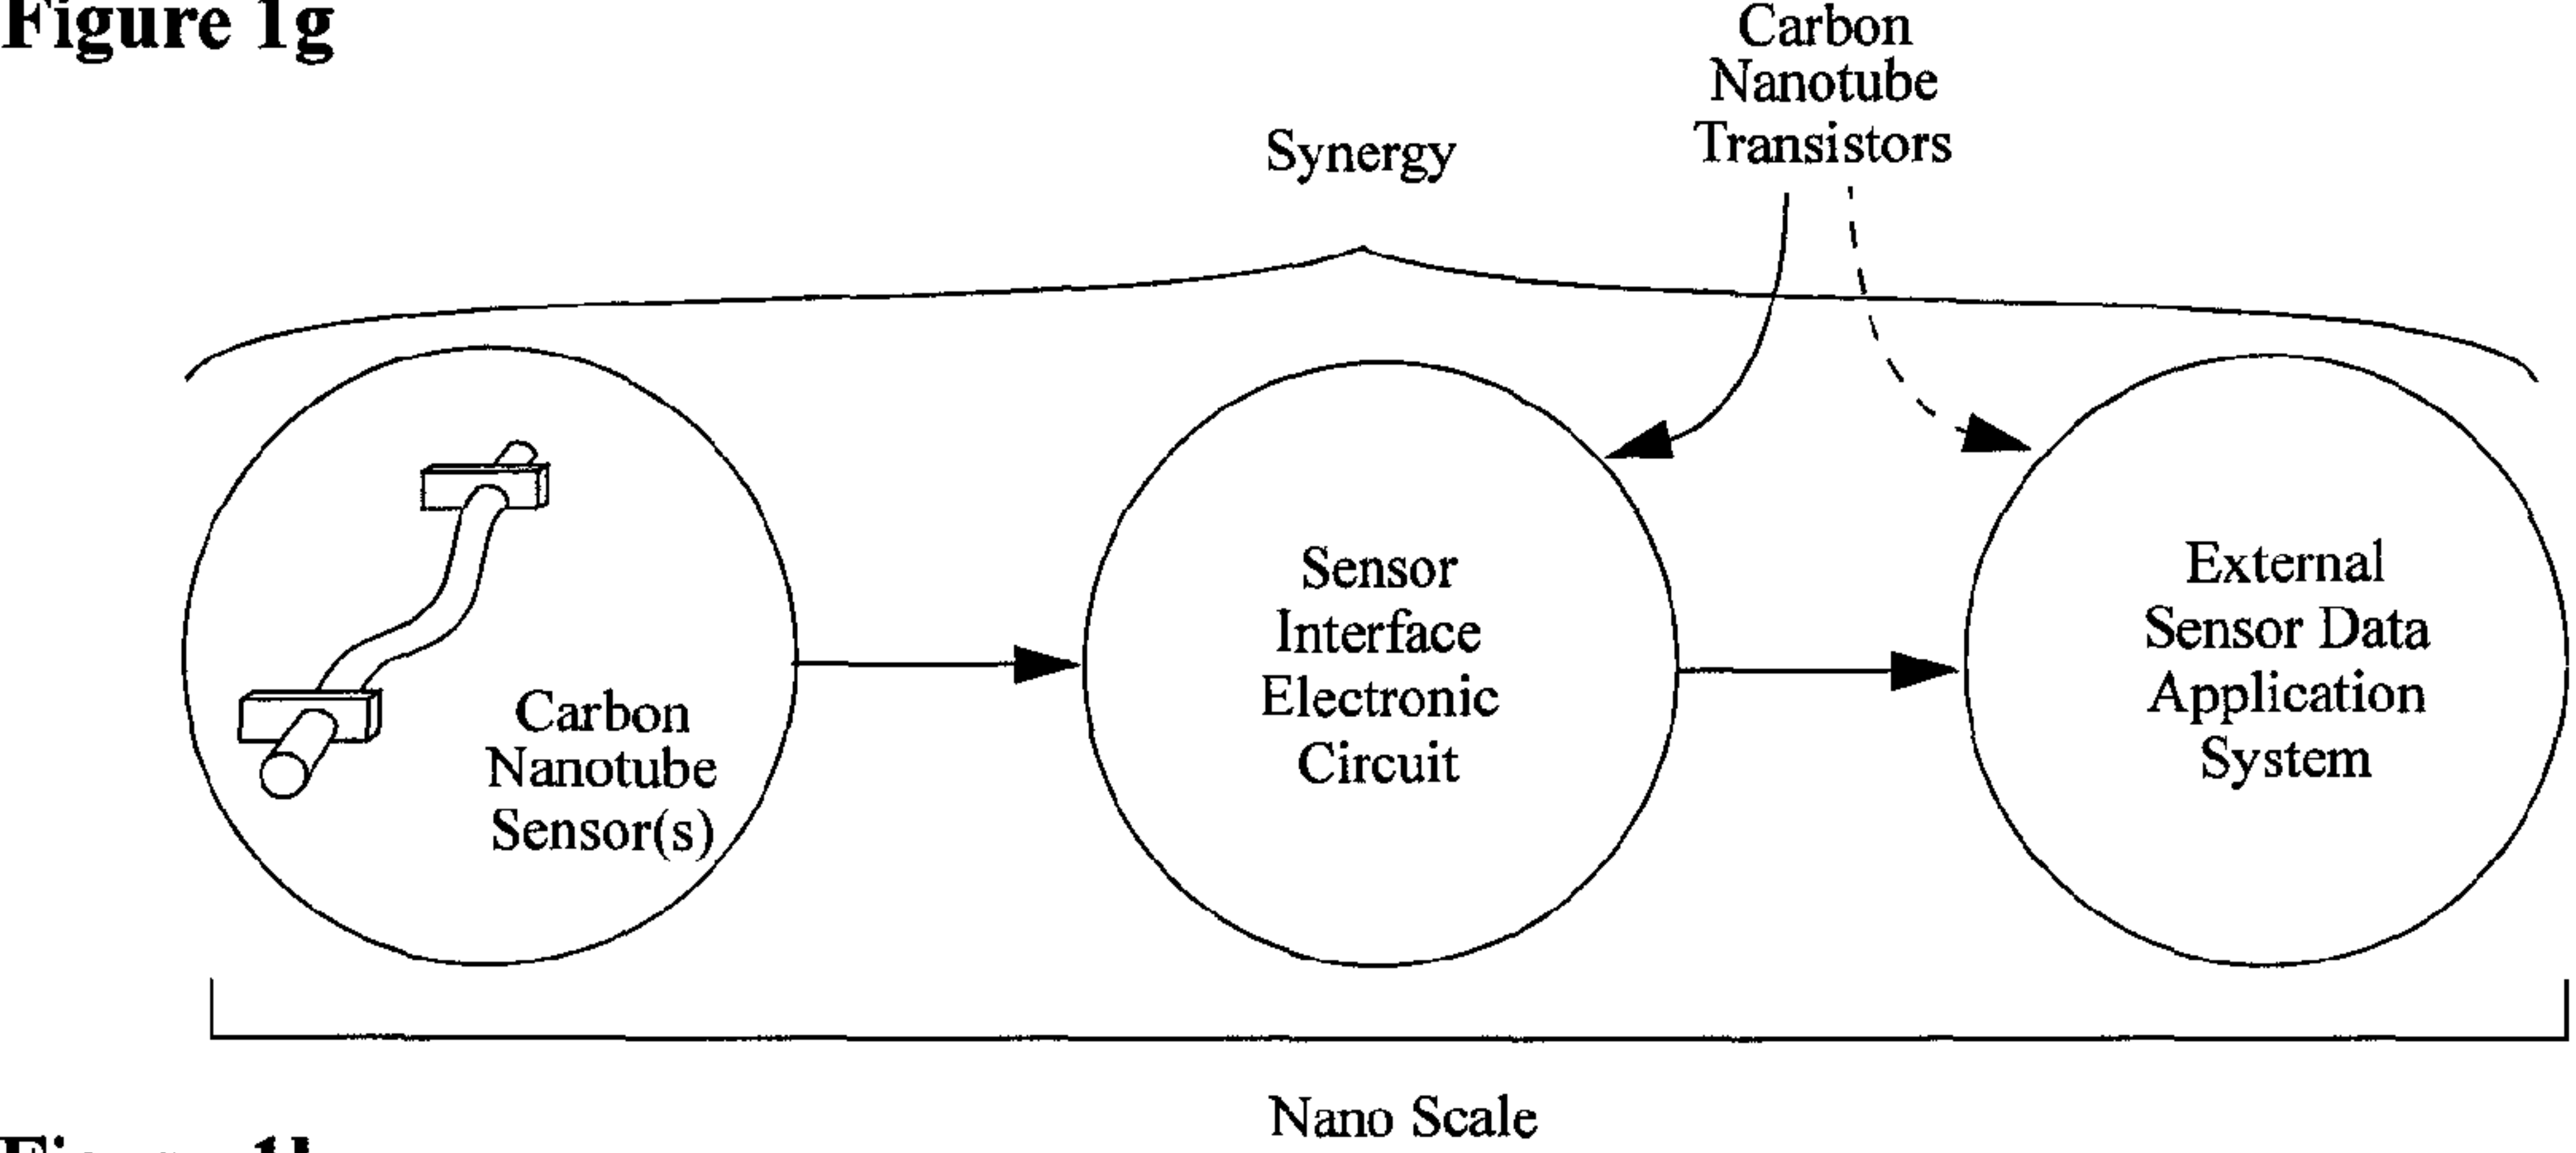 Figure 1g
Carbon
Nanotube
Transistors
Synergy
Carbon
Nanotube
Sensor(s)
Sensor
Interface
Electronic
Circuit
External
Sensor Data
Application
System
Nano Scale